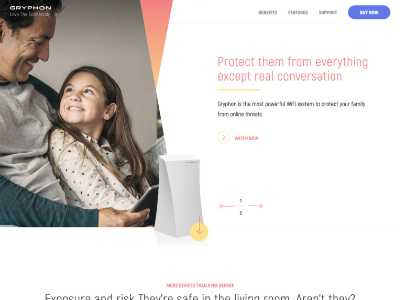 GRYPHON
Love The Connection
BENEFITS
FEATURES
SUPPORT
BUY NOW
Protect them from everything
except real conversation
Gryphon is the most powerful WiFi system to protect your family
from online threats
WATCH NOW
1
2
MORE DEVICES THAN EVER BEFORE
Exposure and risk They're safe in the living room. Aren't they?